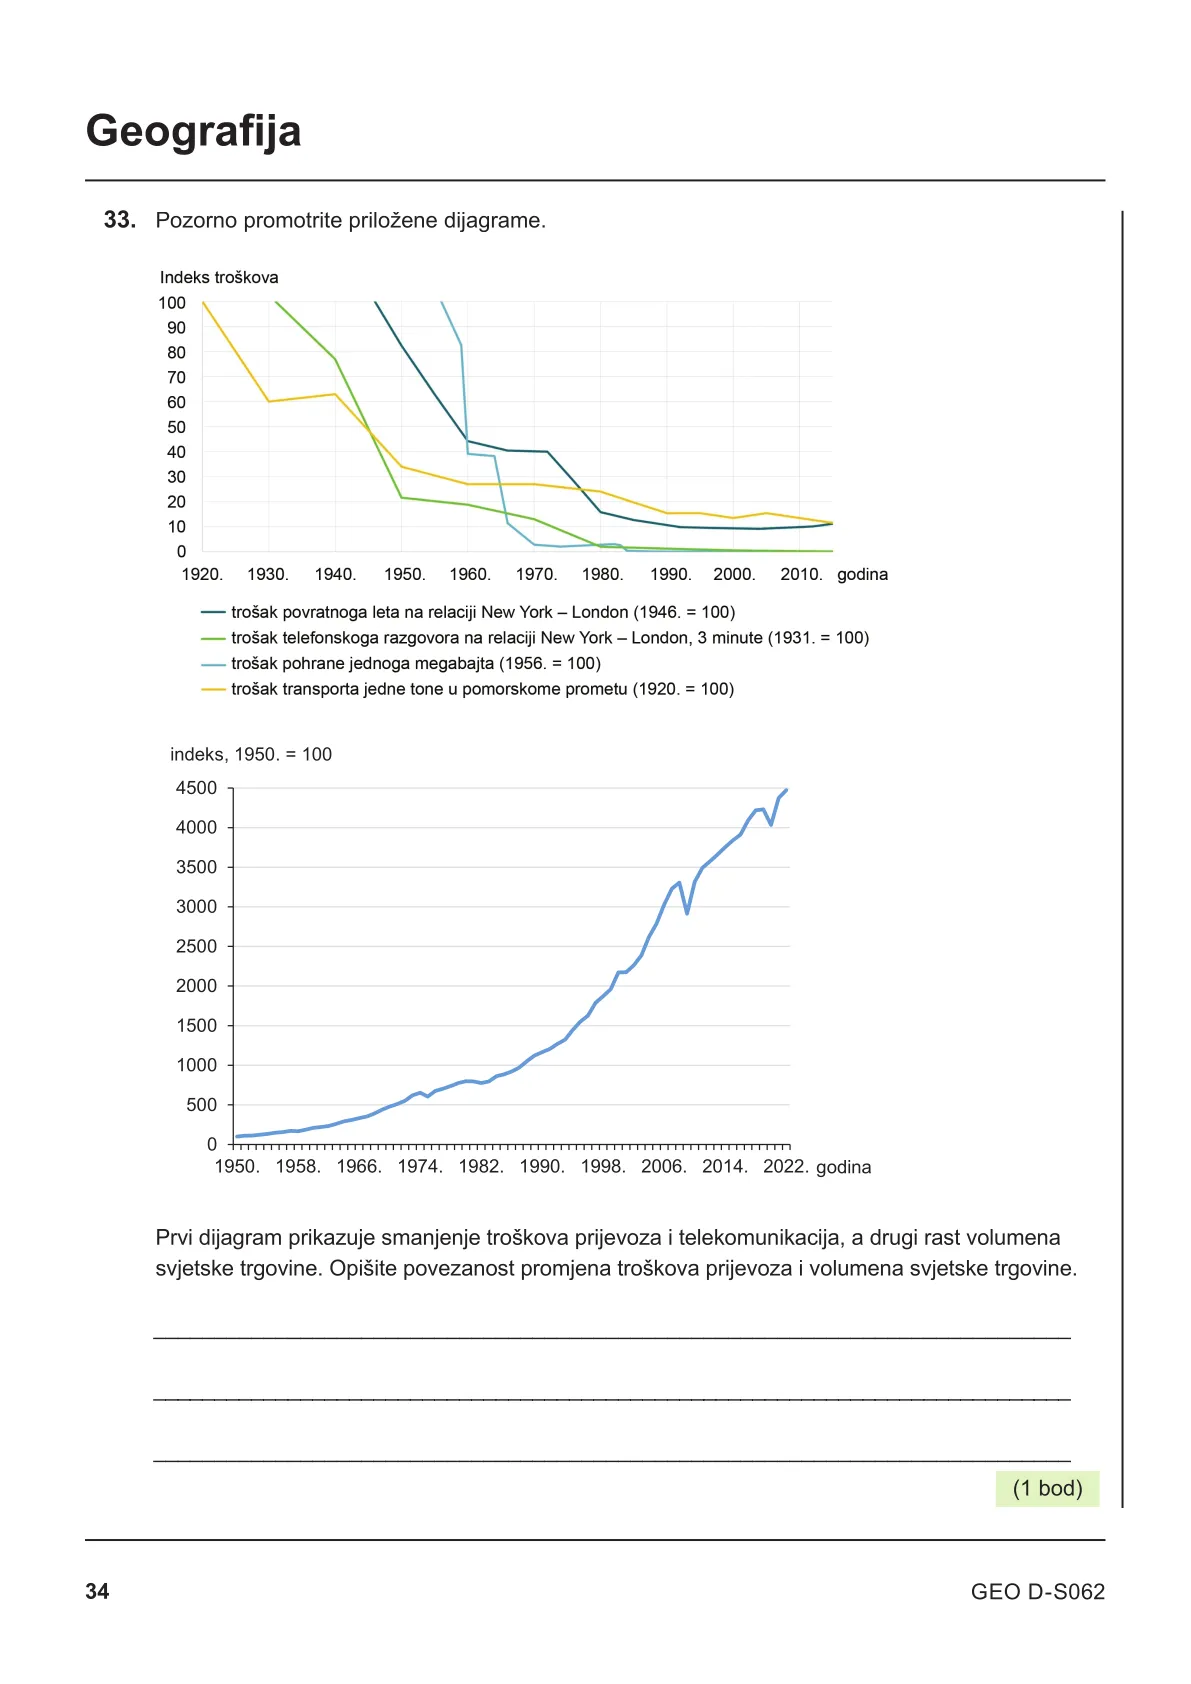 Geografija
33. Pozorno promotrite priložene dijagrame.
Indeks troškova
100
90
80
70
60
50
40
30
20
10
0
1920. 1930. 1940. 1950. 1960. 1970. 1980. 1990. 2000. 2010. godina
trošak povratnoga leta na relaciji New York – London (1946. = 100)
trošak telefonskoga razgovora na relaciji New York – London, 3 minute (1931. = 100)
trošak pohrane jednoga megabajta (1956. = 100)
trošak transporta jedne tone u pomorskome prometu (1920. = 100)
indeks, 1950. = 100
4500
4000
3500
3000
2500
2000
1500
1000
500
0
1950. 1958. 1966. 1974. 1982. 1990. 1998. 2006. 2014. 2022. godina
Prvi dijagram prikazuje smanjenje troškova prijevoza i telekomunikacija, a drugi rast volumena
svjetske trgovine. Opišite povezanost promjena troškova prijevoza i volumena svjetske trgovine.
(1 bod)
34
GEO D-S062